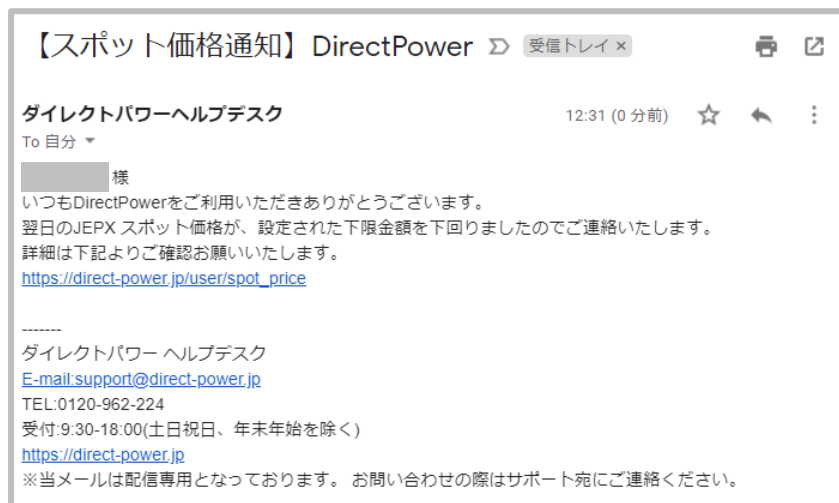 【スポット価格通知】DirectPower 受信トレイ ×
ダイレクトパワーヘルプデスク 12:31 (0 分前)
To 自分
様
いつもDirectPowerをご利用いただきありがとうございます。
翌日のJEPX スポット価格が、設定された下限金額を下回りましたのでご連絡いたします。
詳細は下記よりご確認お願いいたします。
https://direct-power.jp/user/spot_price
-------
ダイレクトパワー ヘルプデスク
E-mail:support@direct-power.jp
TEL:0120-962-224
受付:9:30-18:00(土日祝日、年末年始を除く)
https://direct-power.jp
※当メールは配信専用となっております。 お問い合わせの際はサポート宛にご連絡ください。